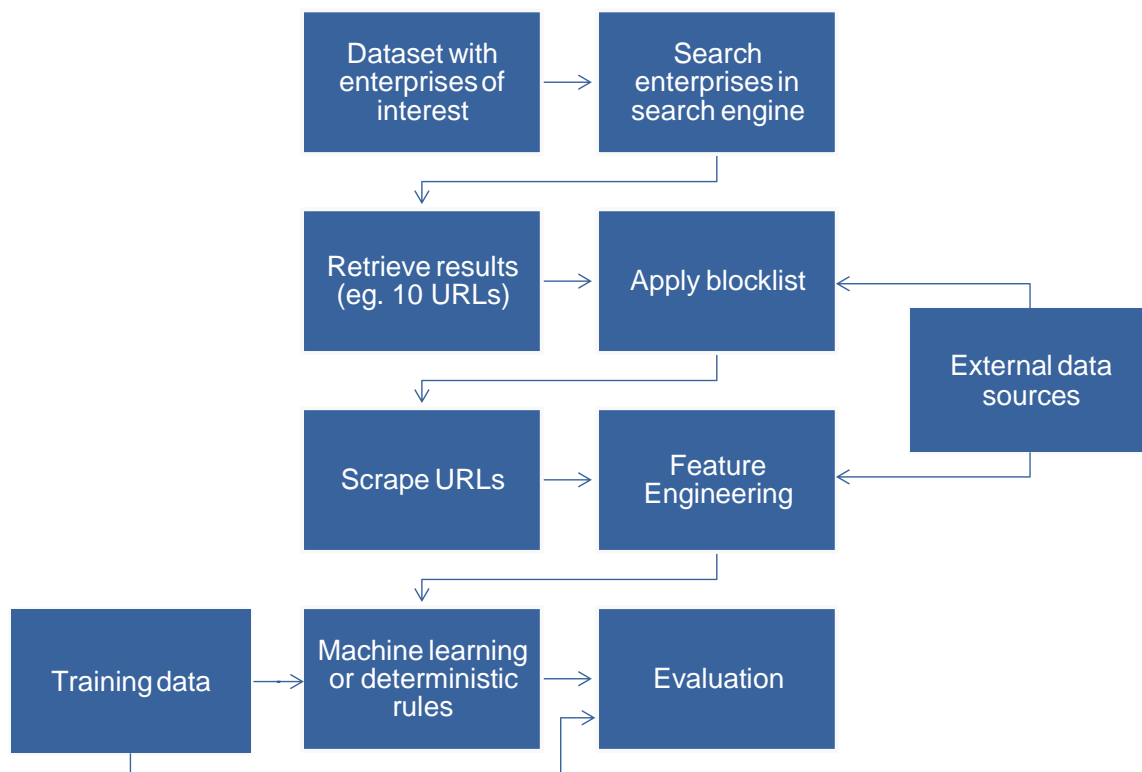 Dataset with
enterprises of
interest
Search
enterprises in
search engine
Retrieve results
(eg. 10 URLs)
Apply blocklist
External data
sources
Scrape URLs
Feature
Engineering
Training data
Machine learning
or deterministic
rules
Evaluation